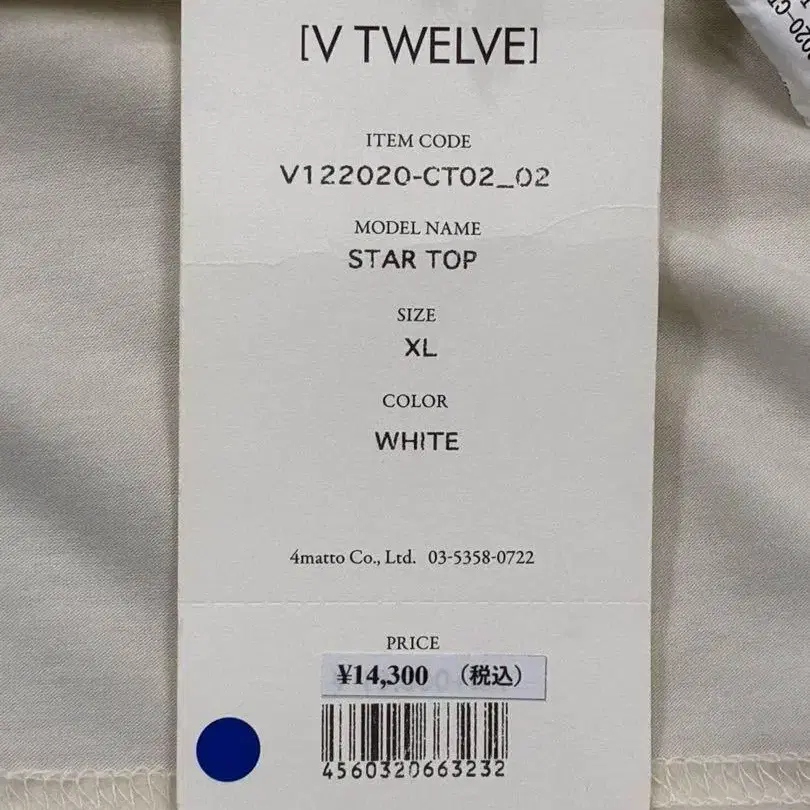 [V TWELVE]
ITEM CODE
V122020-CT02_02
MODEL NAME
STAR TOP
SIZE
XL
COLOR
WHITE
4matto Co., Ltd. 03-5358-0722
PRICE
¥14,300 （税込）
4560320663232